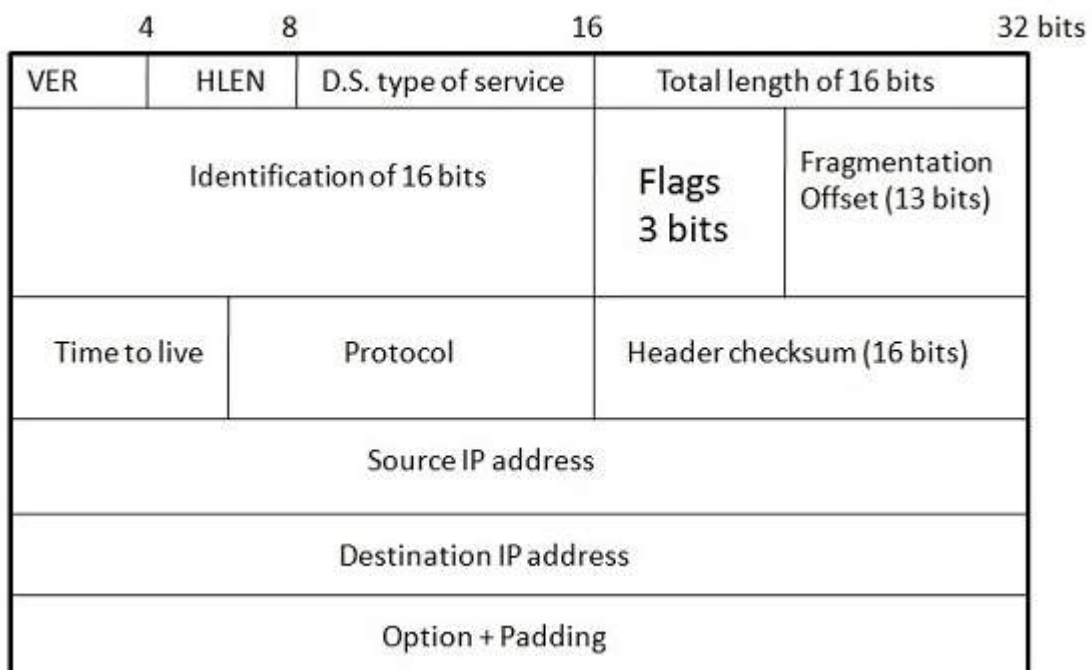 4 8 16 32 bits
VER HLEN D.S. type of service Total length of 16 bits
Identification of 16 bits
Flags
3 bits
Fragmentation
Offset (13 bits)
Time to live Protocol Header checksum (16 bits)
Source IP address
Destination IP address
Option + Padding